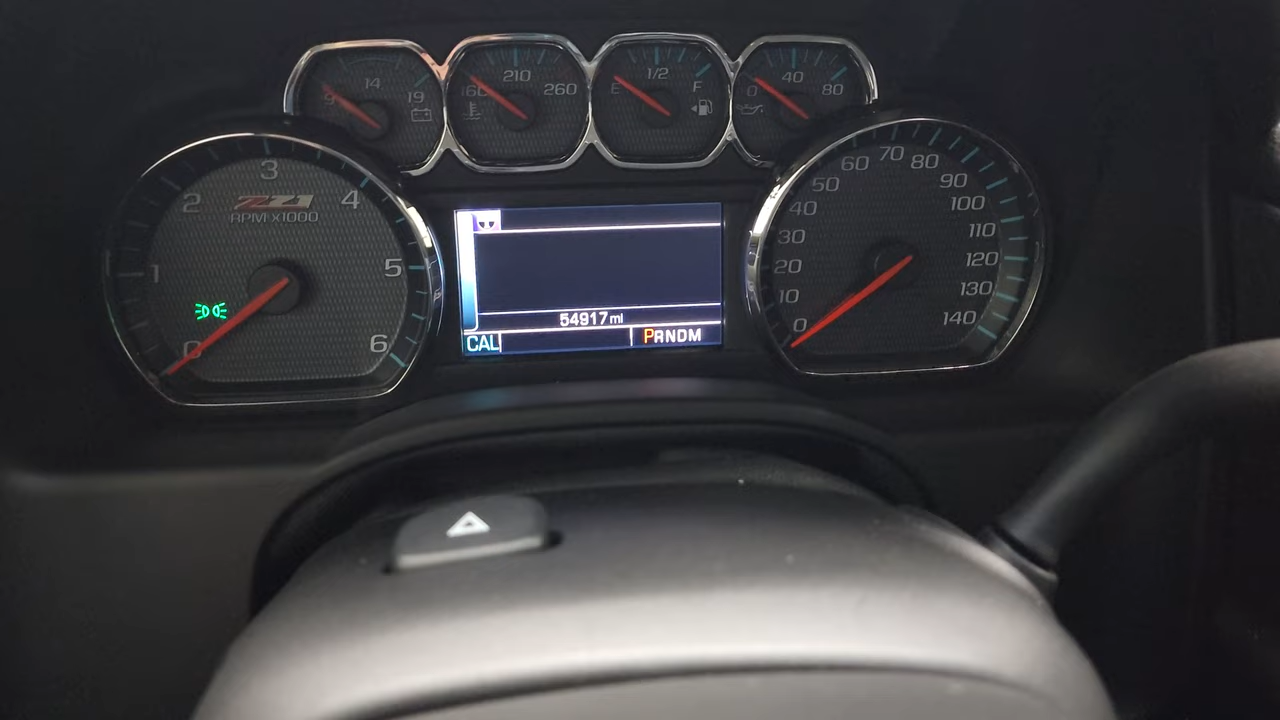 9 14 19
160 210 260
E 1/2 F
0 40 80
0 1 2 3 4 5 6
Z71
RPM X1000
54917 mi
CAL
PRNDM
0 10 20 30 40 50 60 70 80 90 100 110 120 130 140